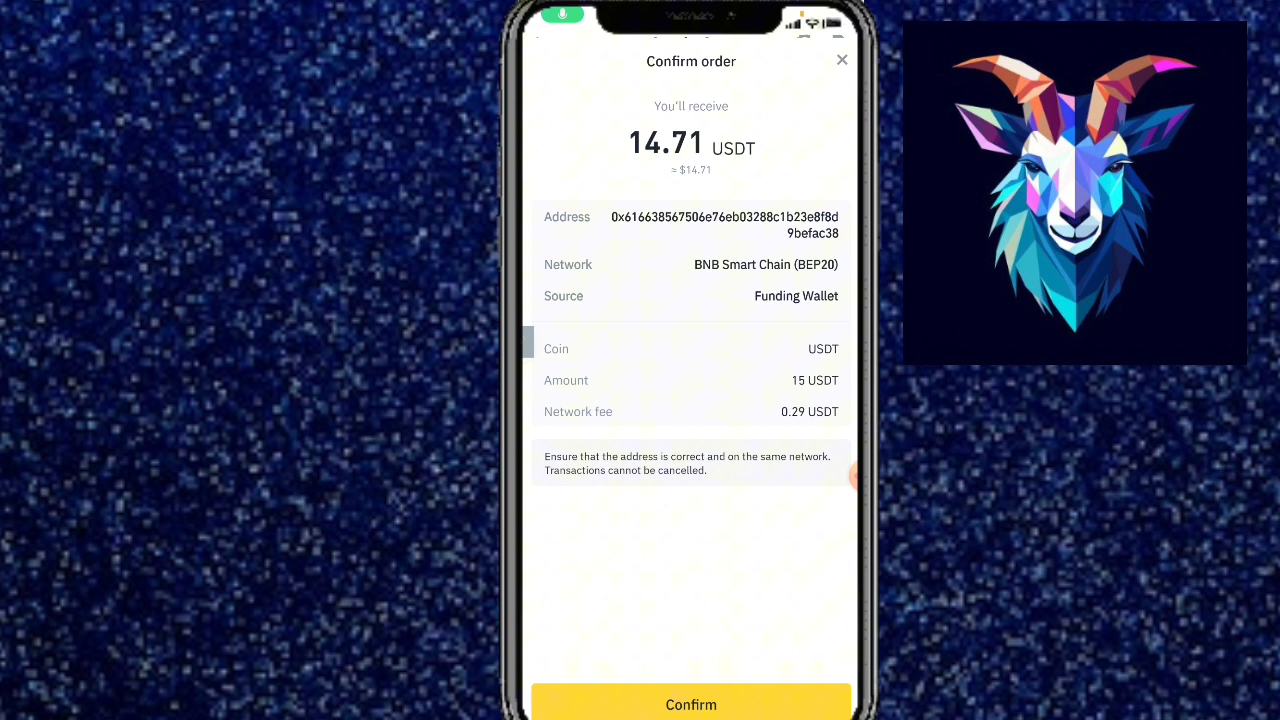 Confirm order
You'll receive
14.71 USDT
≈ $14.71
Address 0x616638567506e76eb03288c1b23e8f8d
9befac38
Network BNB Smart Chain (BEP20)
Source Funding Wallet
Coin USDT
Amount 15 USDT
Network fee 0.29 USDT
Ensure that the address is correct and on the same network.
Transactions cannot be cancelled.
Confirm